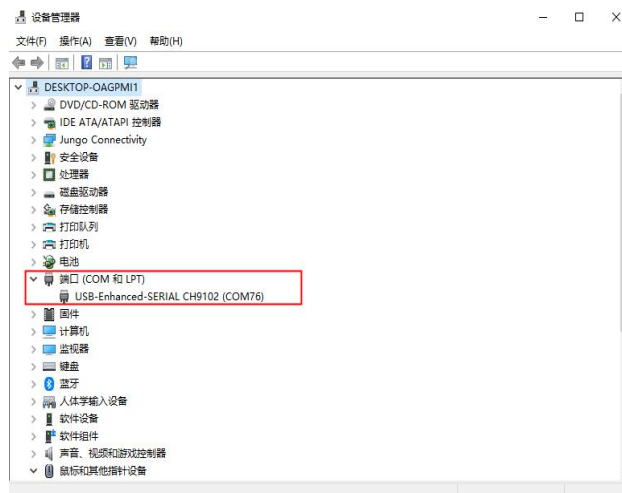 设备管理器
文件(F) 操作(A) 查看(V) 帮助(H)
DESKTOP-OAGPMI1
DVD/CD-ROM 驱动器
IDE ATA/ATAPI 控制器
Jungo Connectivity
安全设备
处理器
磁盘驱动器
存储控制器
打印队列
打印机
电池
端口 (COM 和 LPT)
USB-Enhanced-SERIAL CH9102 (COM76)
固件
计算机
监视器
键盘
蓝牙
人体学输入设备
软件设备
软件组件
声音、视频和游戏控制器
鼠标和其他指针设备